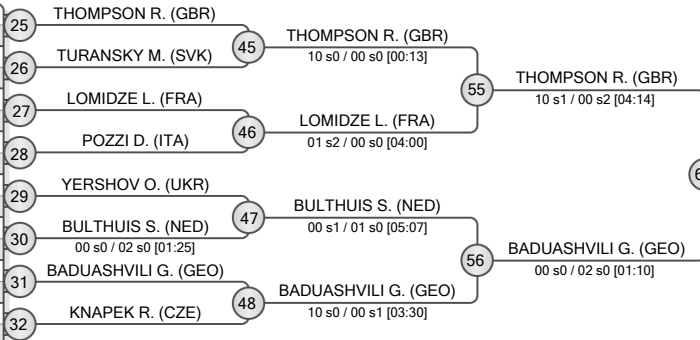 25
THOMPSON R. (GBR)
26
TURANSKY M. (SVK)
45
THOMPSON R. (GBR)
10 s0 / 00 s0 [00:13]
27
LOMIDZE L. (FRA)
28
POZZI D. (ITA)
46
LOMIDZE L. (FRA)
01 s2 / 00 s0 [04:00]
55
THOMPSON R. (GBR)
10 s1 / 00 s2 [04:14]
29
YERSHOV O. (UKR)
30
BULTHUIS S. (NED)
00 s0 / 02 s0 [01:25]
47
BULTHUIS S. (NED)
00 s1 / 01 s0 [05:07]
31
BADUASHVILI G. (GEO)
32
KNAPEK R. (CZE)
48
BADUASHVILI G. (GEO)
10 s0 / 00 s1 [03:30]
56
BADUASHVILI G. (GEO)
00 s0 / 02 s0 [01:10]